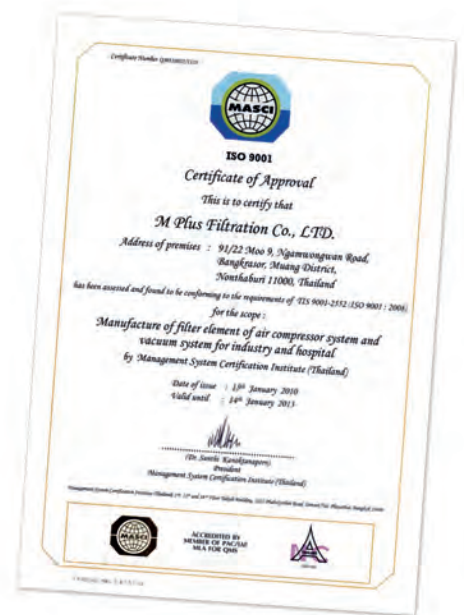 Certificate Number
MASCI
ISO 9001
Certificate of Approval
This is to certify that
M Plus Filtration Co., LTD.
Address of premises : 91/22 Moo 9, Ngamwongwan Road,
Bangkrasor, Muang District,
Nonthaburi 11000, Thailand
has been assessed and found to be conforming to the requirements of TIS 9001-2552 (ISO 9001 : 2008)
for the scope :
Manufacture of filter element of air compressor system and
vacuum system for industry and hospital
by Management System Certification Institute (Thailand)
Date of issue : 15th January 2010
Valid until : 14th January 2013
President
Management System Certification Institute (Thailand)
MASCI
ACCREDITED BY
MEMBER OF PAC/IAF
MLA FOR QMS